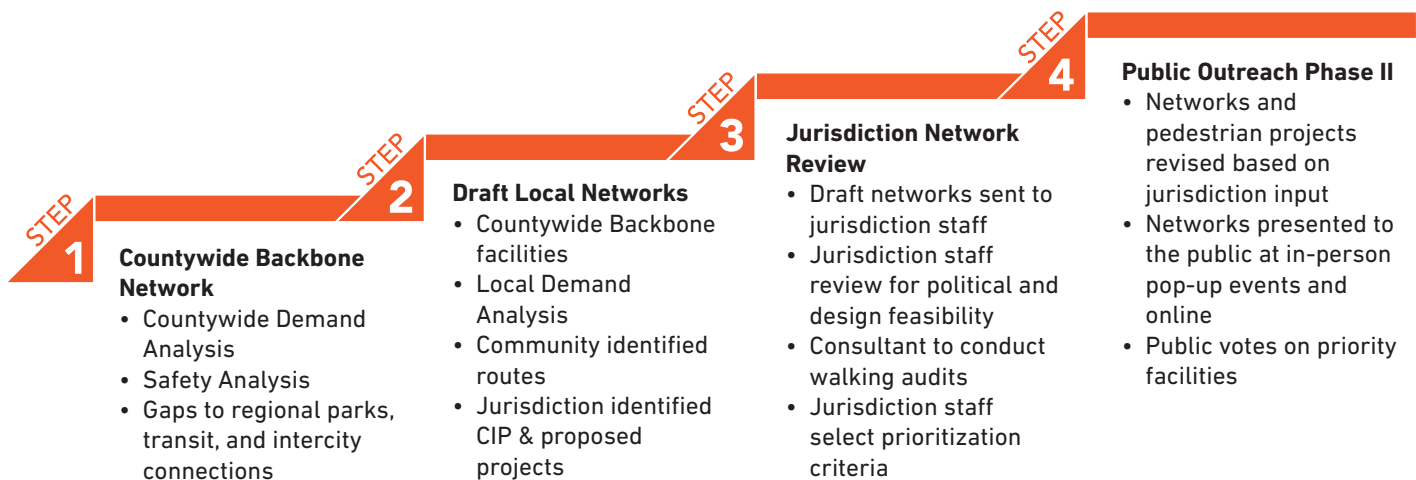 STEP
1
Countywide Backbone
Network
• Countywide Demand
Analysis
• Safety Analysis
• Gaps to regional parks,
transit, and intercity
connections
STEP
2
Draft Local Networks
• Countywide Backbone
facilities
• Local Demand
Analysis
• Community identified
routes
• Jurisdiction identified
CIP & proposed
projects
STEP
3
Jurisdiction Network
Review
• Draft networks sent to
jurisdiction staff
• Jurisdiction staff
review for political and
design feasibility
• Consultant to conduct
walking audits
• Jurisdiction staff
select prioritization
criteria
STEP
4
Public Outreach Phase II
• Networks and
pedestrian projects
revised based on
jurisdiction input
• Networks presented to
the public at in-person
pop-up events and
online
• Public votes on priority
facilities